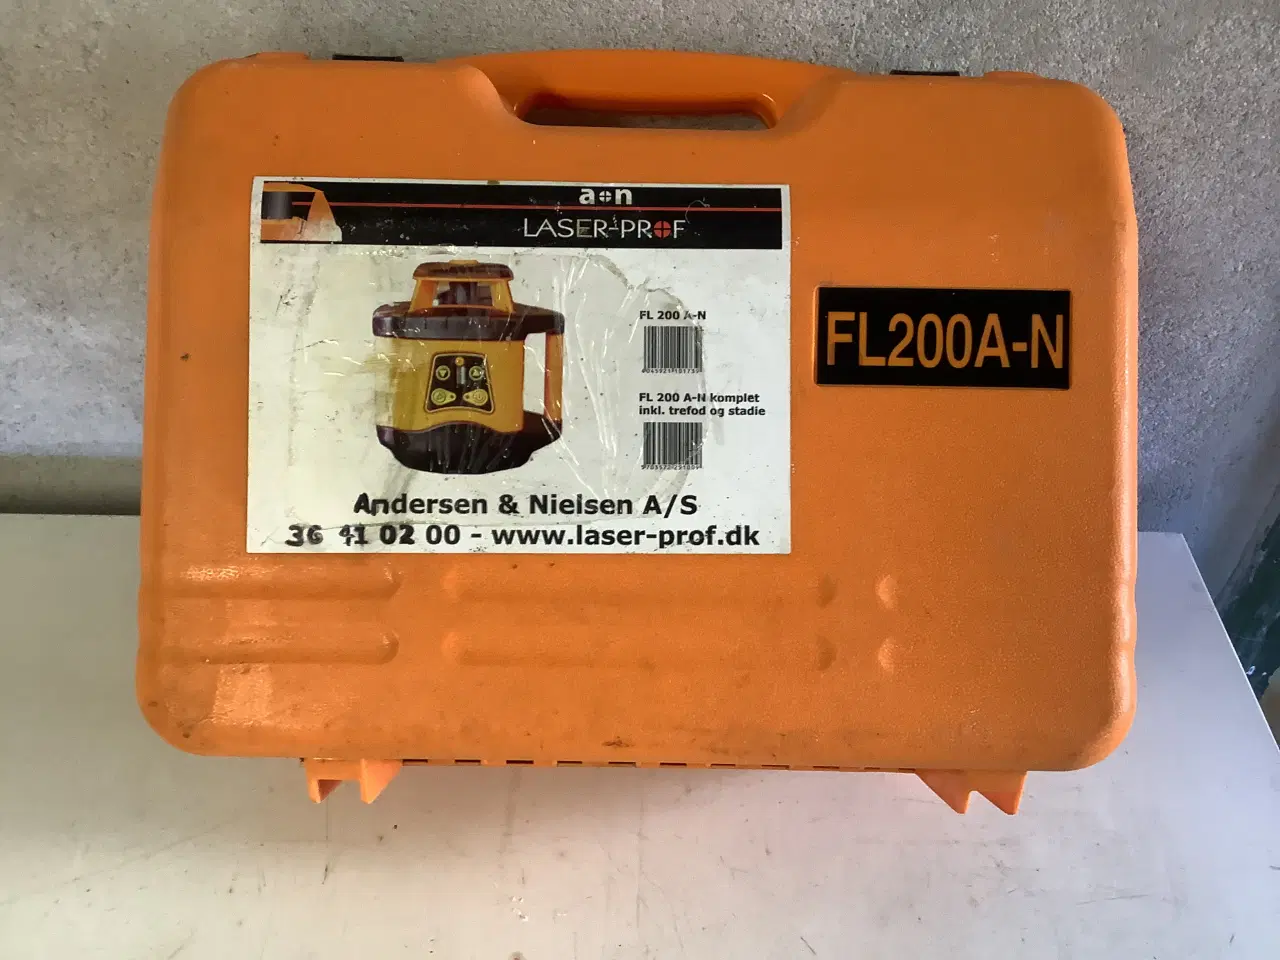 a+n
LASER-PROF
FL 200 A-N
FL 200 A-N komplet
inkl. trefod og stadie
Andersen & Nielsen A/S
36 41 02 00 - www.laser-prof.dk
FL200A-N